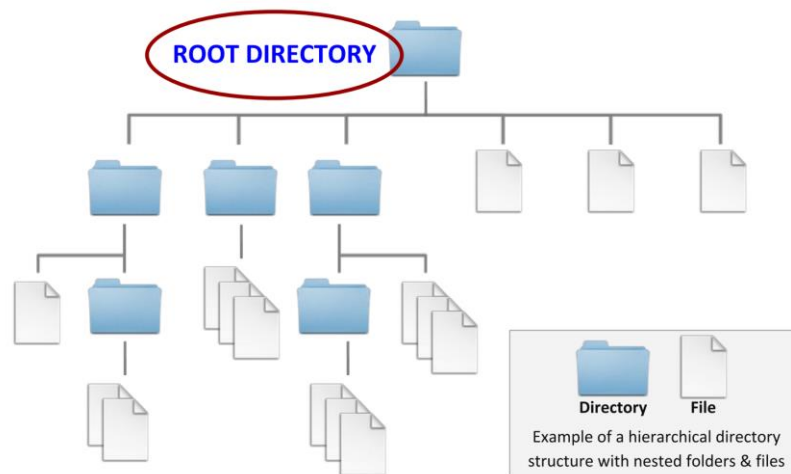 ROOT DIRECTORY
Directory File
Example of a hierarchical directory
structure with nested folders & files